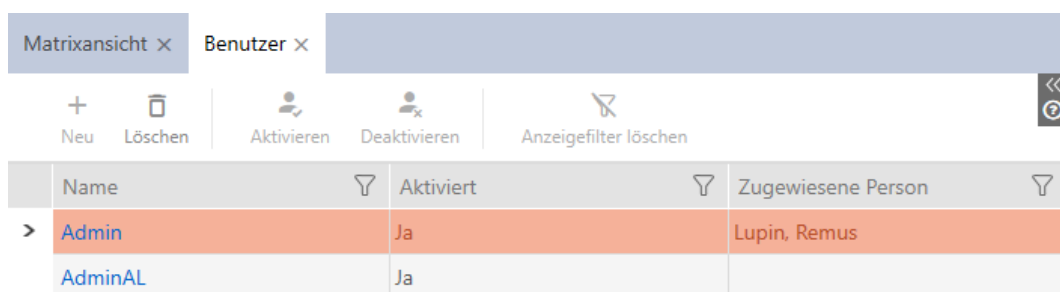 Matrixansicht × Benutzer ×
Neu Löschen Aktivieren Deaktivieren Anzeigefilter löschen
Name Aktiviert Zugewiesene Person
Admin Ja Lupin, Remus
AdminAL Ja